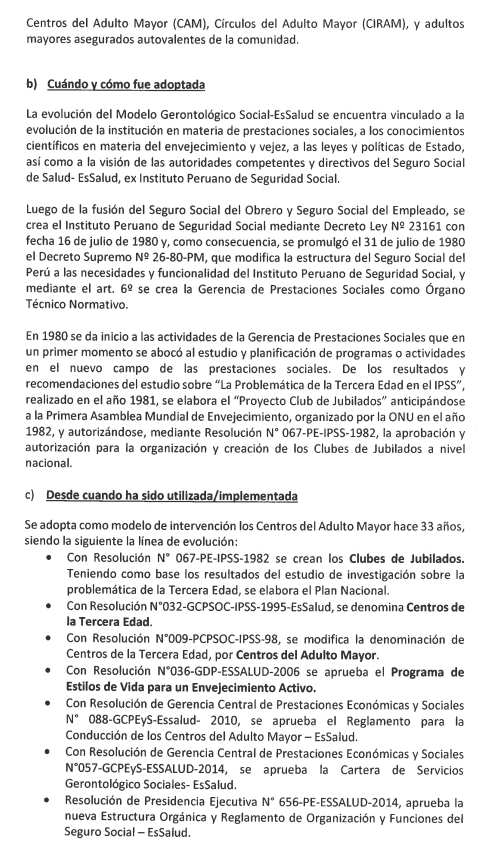 Centros del Adulto Mayor (CAM), Círculos del Adulto Mayor (CIRAM), y adultos
mayores asegurados autovalentes de la comunidad.
b) Cuándo y cómo fue adoptada
La evolución del Modelo Gerontológico Social-EsSalud se encuentra vinculado a la
evolución de la institución en materia de prestaciones sociales, a los conocimientos
científicos en materia del envejecimiento y vejez, a las leyes y políticas de Estado,
así como a la visión de las autoridades competentes y directivos del Seguro Social
de Salud- EsSalud, ex Instituto Peruano de Seguridad Social.
Luego de la fusión del Seguro Social del Obrero y Seguro Social del Empleado, se
crea el Instituto Peruano de Seguridad Social mediante Decreto Ley Nº 23161 con
fecha 16 de julio de 1980 y, como consecuencia, se promulgó el 31 de julio de 1980
el Decreto Supremo Nº 26-80-PM, que modifica la estructura del Seguro Social del
Perú a las necesidades y funcionalidad del Instituto Peruano de Seguridad Social, y
mediante el art. 6º se crea la Gerencia de Prestaciones Sociales como Órgano
Técnico Normativo.
En 1980 se da inicio a las actividades de la Gerencia de Prestaciones Sociales que en
un primer momento se abocó al estudio y planificación de programas o actividades
en el nuevo campo de las prestaciones sociales. De los resultados y
recomendaciones del estudio sobre “La Problemática de la Tercera Edad en el IPSS”,
realizado en el año 1981, se elabora el “Proyecto Club de Jubilados” anticipándose
a la Primera Asamblea Mundial de Envejecimiento, organizado por la ONU en el año
1982, y autorizándose, mediante Resolución N° 067-PE-IPSS-1982, la aprobación y
autorización para la organización y creación de los Clubes de Jubilados a nivel
nacional.
c) Desde cuando ha sido utilizada/implementada
Se adopta como modelo de intervención los Centros del Adulto Mayor hace 33 años,
siendo la siguiente la línea de evolución:
• Con Resolución N° 067-PE-IPSS-1982 se crean los Clubes de Jubilados.
Teniendo como base los resultados del estudio de investigación sobre la
problemática de la Tercera Edad, se elabora el Plan Nacional.
• Con Resolución N°032-GCPSOC-IPSS-1995-EsSalud, se denomina Centros de
la Tercera Edad.
• Con Resolución N°009-PCPSOC-IPSS-98, se modifica la denominación de
Centros de la Tercera Edad, por Centros del Adulto Mayor.
• Con Resolución N°036-GDP-ESSALUD-2006 se aprueba el Programa de
Estilos de Vida para un Envejecimiento Activo.
• Con Resolución de Gerencia Central de Prestaciones Económicas y Sociales
N° 088-GCPEyS-Essalud- 2010, se aprueba el Reglamento para la
Conducción de los Centros del Adulto Mayor – EsSalud.
• Con Resolución de Gerencia Central de Prestaciones Económicas y Sociales
N°057-GCPEyS-ESSALUD-2014, se aprueba la Cartera de Servicios
Gerontológico Sociales- EsSalud.
• Resolución de Presidencia Ejecutiva N° 656-PE-ESSALUD-2014, aprueba la
nueva Estructura Orgánica y Reglamento de Organización y Funciones del
Seguro Social – EsSalud.